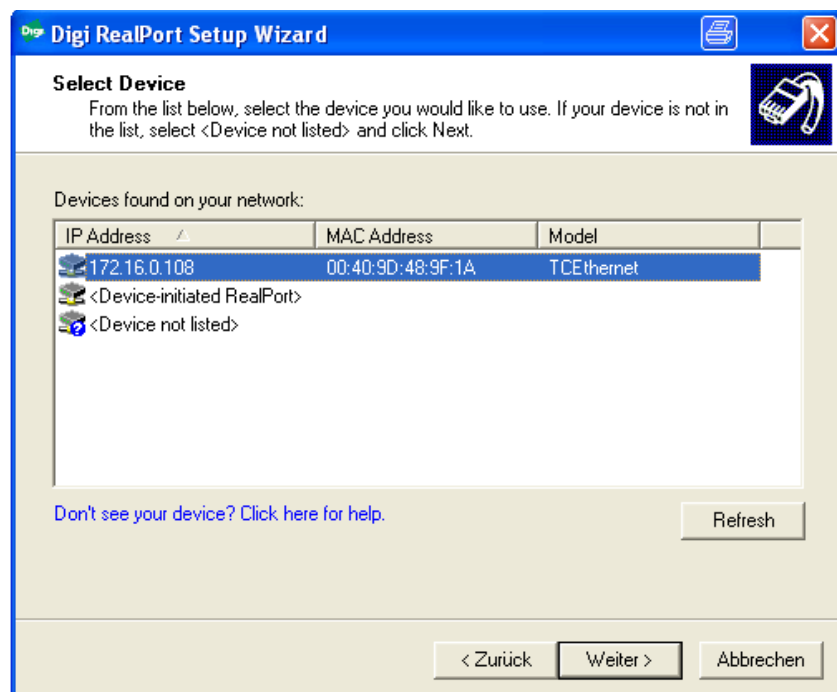 Digi Digi RealPort Setup Wizard
Select Device
From the list below, select the device you would like to use. If your device is not in
the list, select <Device not listed> and click Next.
Devices found on your network:
IP Address MAC Address Model
172.16.0.108 00:40:9D:48:9F:1A TCEthernet
<Device-initiated RealPort>
<Device not listed>
Don't see your device? Click here for help.
Refresh
< Zurück Weiter > Abbrechen